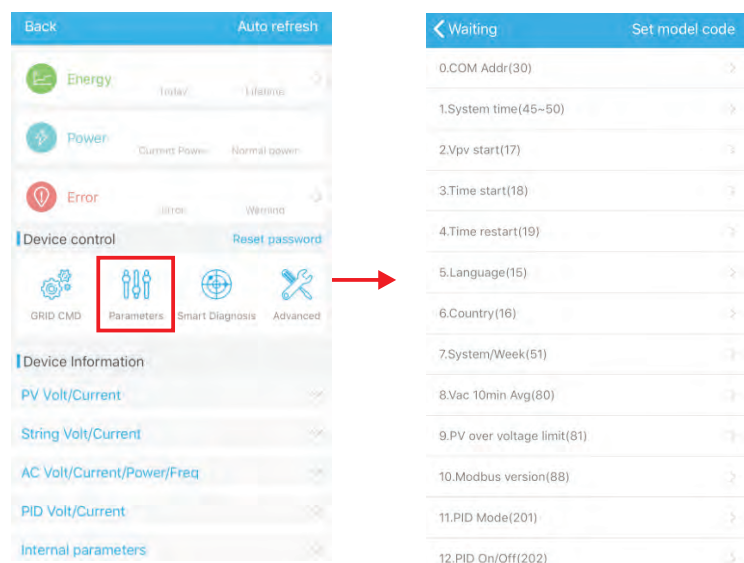 Back Auto refresh
Energy
Today Lifetime
Power
Current Power Normal power
Error
Error Warning
Device control Reset password
GRID CMD Parameters Smart Diagnosis Advanced
Device Information
PV Volt/Current
String Volt/Current
AC Volt/Current/Power/Freq
PID Volt/Current
Internal parameters
Waiting Set model code
0.COM Addr(30)
1.System time(45~50)
2.Vpv start(17)
3.Time start(18)
4.Time restart(19)
5.Language(15)
6.Country(16)
7.System/Week(51)
8.Vac 10min Avg(80)
9.PV over voltage limit(81)
10.Modbus version(88)
11.PID Mode(201)
12.PID On/Off(202)